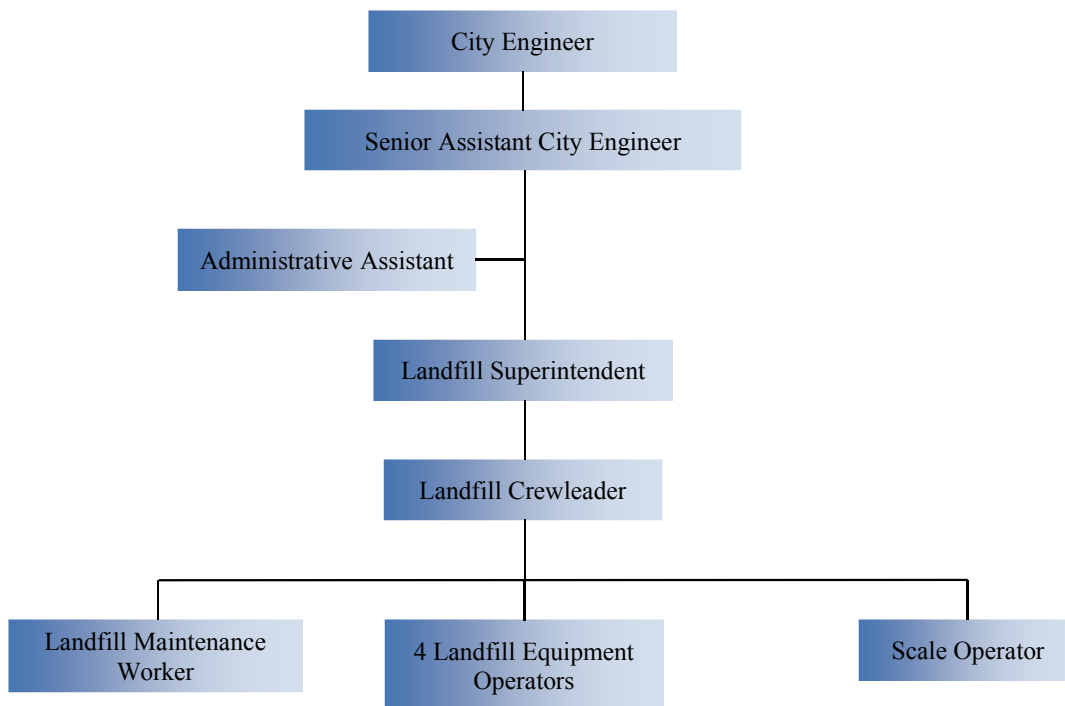 City Engineer
Senior Assistant City Engineer
Administrative Assistant
Landfill Superintendent
Landfill Crewleader
Landfill Maintenance
Worker
4 Landfill Equipment
Operators
Scale Operator